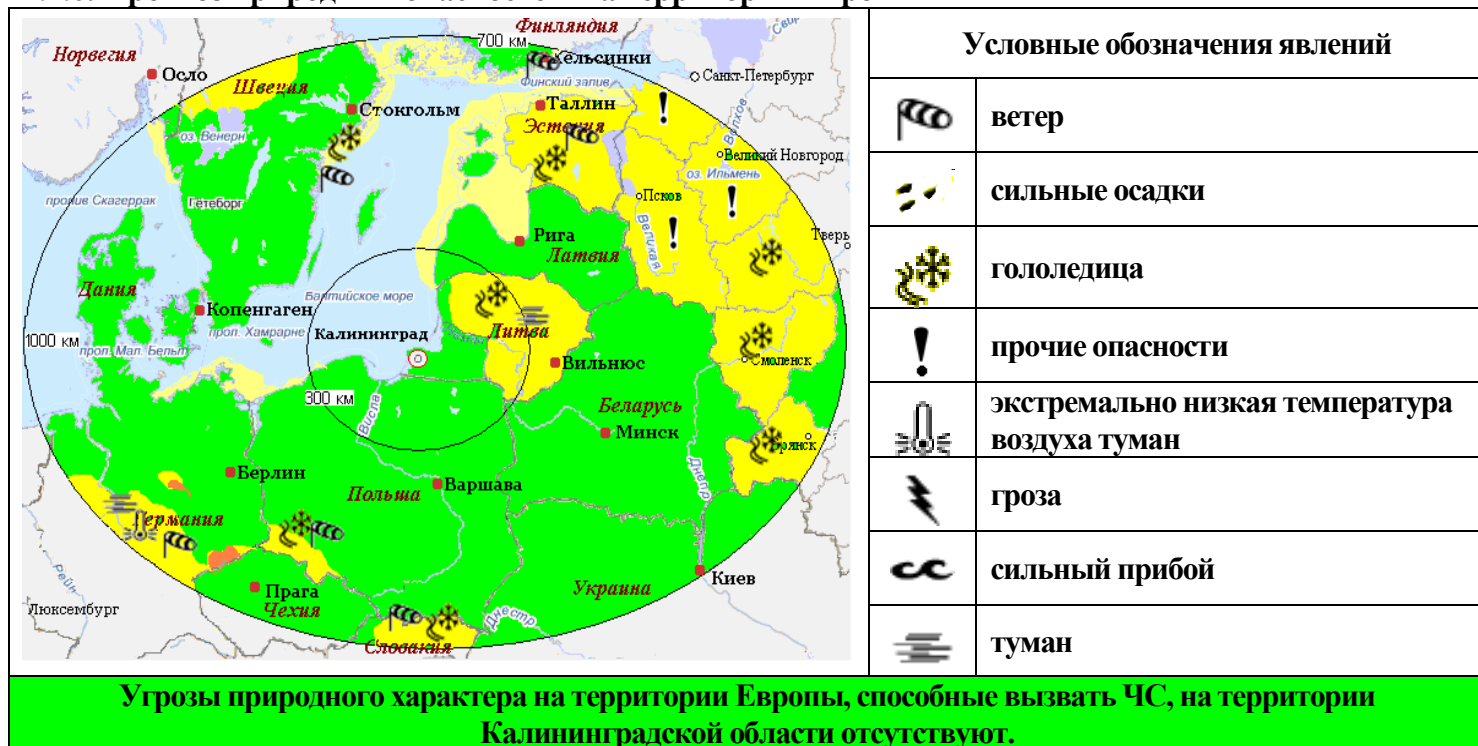 Финляндия
Норвегия
700 км
Хельсинки
Осло
Санкт-Петербург
Финский залив
Швеция
Стокгольм
Таллин
Эстония
Волхов
оз. Венерн
Великий Новгород
оз. Ильмень
Псков
пролив Скагеррак
Гётеборг
Великая
Рига
Тверь
Латвия
Дания
Балтийское море
Копенгаген
Калининград
Литва
1000 км
прол. Мал. Бельт
прол. Хамрарне
Вильнюс
Смоленск
300 км
Висла
Беларусь
Минск
Брянск
Берлин
Польша
Варшава
Днепр
Германия
Киев
Рейн
Прага
Украина
Люксембург
Чехия
Днестр
Словакия
Условные обозначения явлений
ветер
сильные осадки
гололедица
прочие опасности
экстремально низкая температура
воздуха туман
гроза
сильный прибой
туман
Угрозы природного характера на территории Европы, способные вызвать ЧС, на территории
Калининградской области отсутствуют.